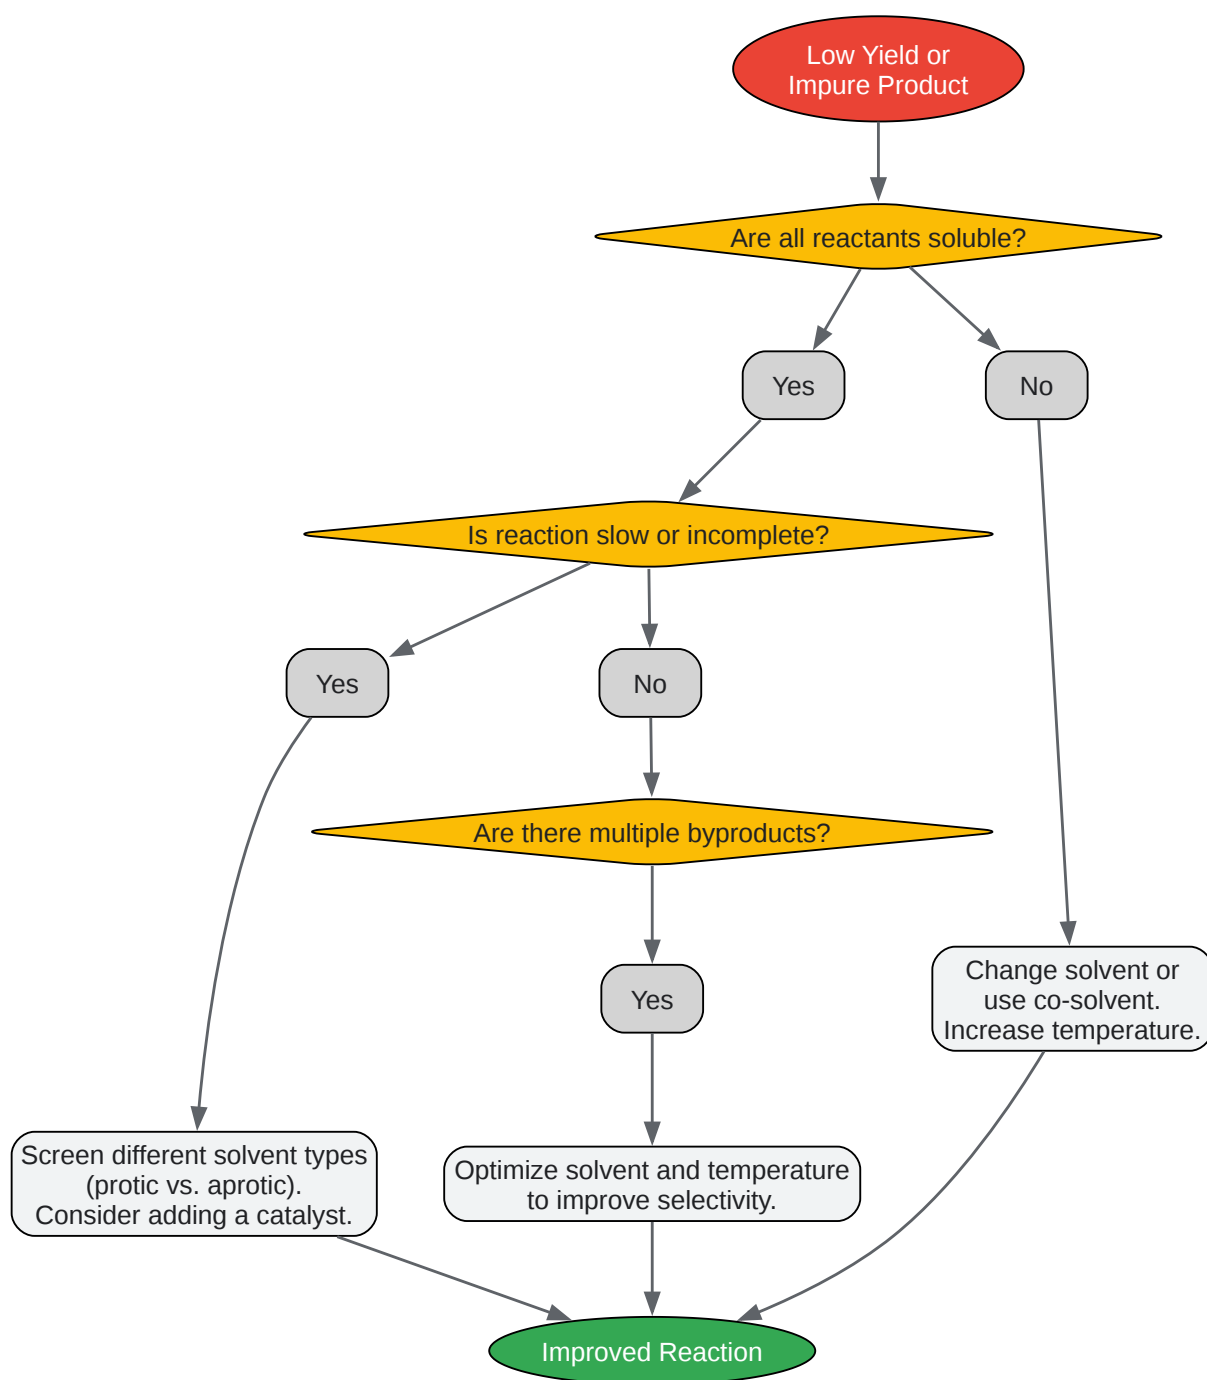 Low Yield or
Impure Product
Are all reactants soluble?
Yes
No
Is reaction slow or incomplete?
Yes
No
Are there multiple byproducts?
Yes
Change solvent or
use co-solvent.
Increase temperature.
Screen different solvent types
(protic vs. aprotic).
Consider adding a catalyst.
Optimize solvent and temperature
to improve selectivity.
Improved Reaction